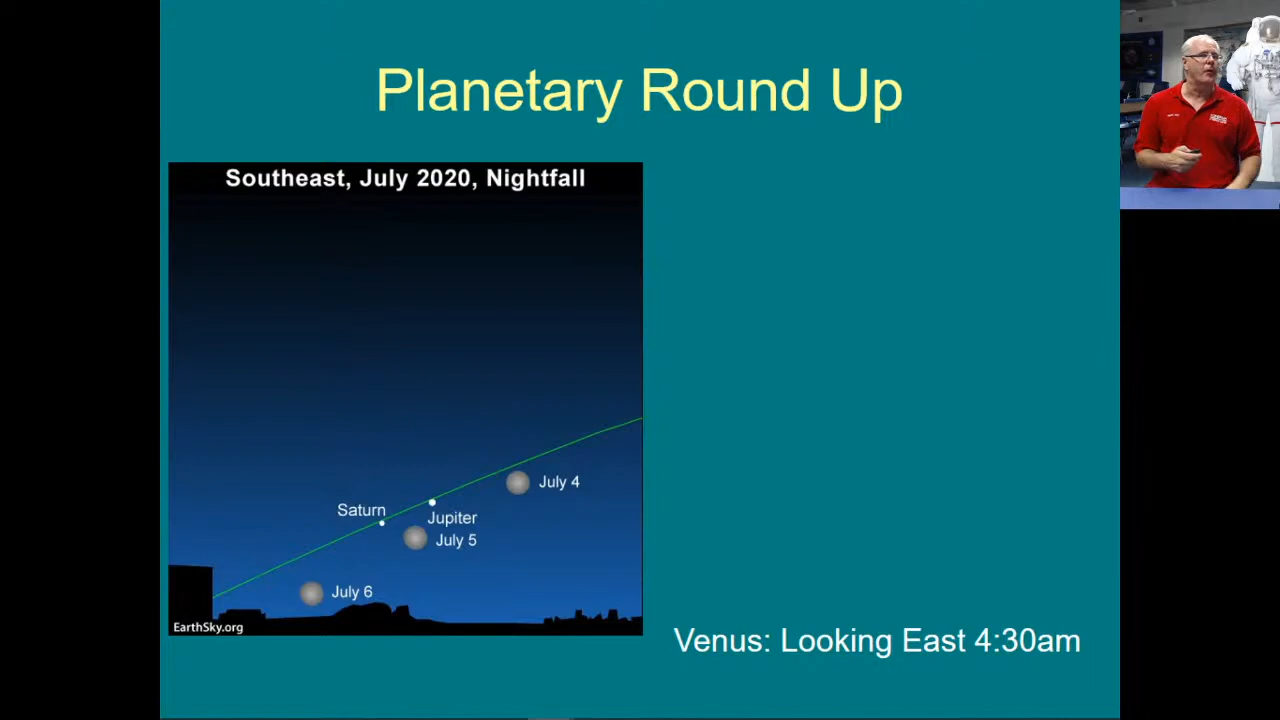 Planetary Round Up
Southeast, July 2020, Nightfall
July 4
Saturn
Jupiter
July 5
July 6
EarthSky.org
Venus: Looking East 4:30am